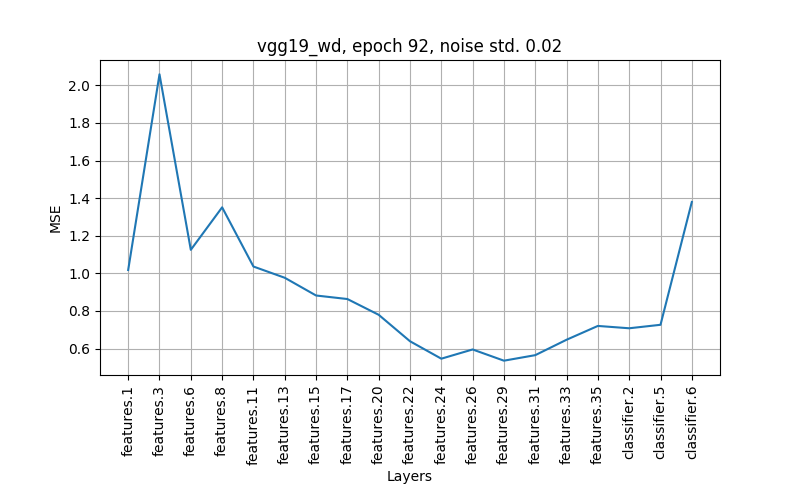 vgg19_wd, epoch 92, noise std. 0.02
MSE
2.0
1.8
1.6
1.4
1.2
1.0
0.8
0.6
features.1
features.3
features.6
features.8
features.11
features.13
features.15
features.17
features.20
features.22
features.24
features.26
features.29
features.31
features.33
features.35
classifier.2
classifier.5
classifier.6
Layers